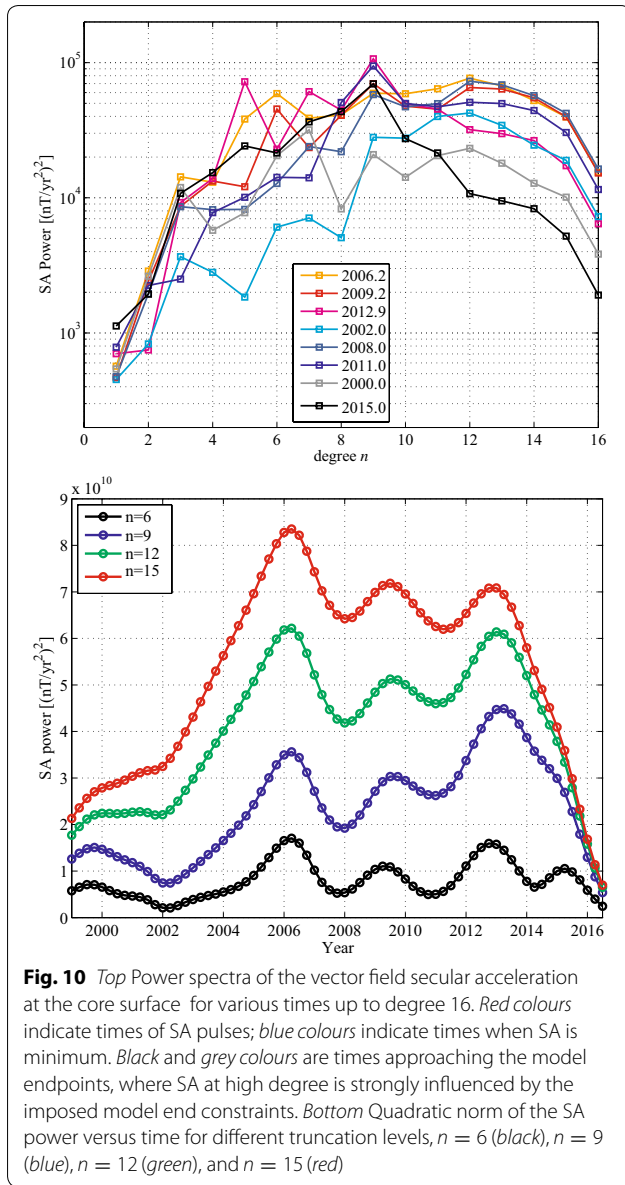 10^5
10^4
10^3
SA Power [(nT/yr^2)^2]
2006.2
2009.2
2012.9
2002.0
2008.0
2011.0
2000.0
2015.0
0 2 4 6 8 10 12 14 16
degree n
x 10^10
9
8
7
6
5
4
3
2
1
0
SA power [(nT/yr^2)^2]
n=6
n=9
n=12
n=15
2000 2002 2004 2006 2008 2010 2012 2014 2016
Year
Fig. 10 Top Power spectra of the vector field secular acceleration
at the core surface for various times up to degree 16. Red colours
indicate times of SA pulses; blue colours indicate times when SA is
minimum. Black and grey colours are times approaching the model
endpoints, where SA at high degree is strongly influenced by the
imposed model end constraints. Bottom Quadratic norm of the SA
power versus time for different truncation levels, n = 6 (black), n = 9
(blue), n = 12 (green), and n = 15 (red)